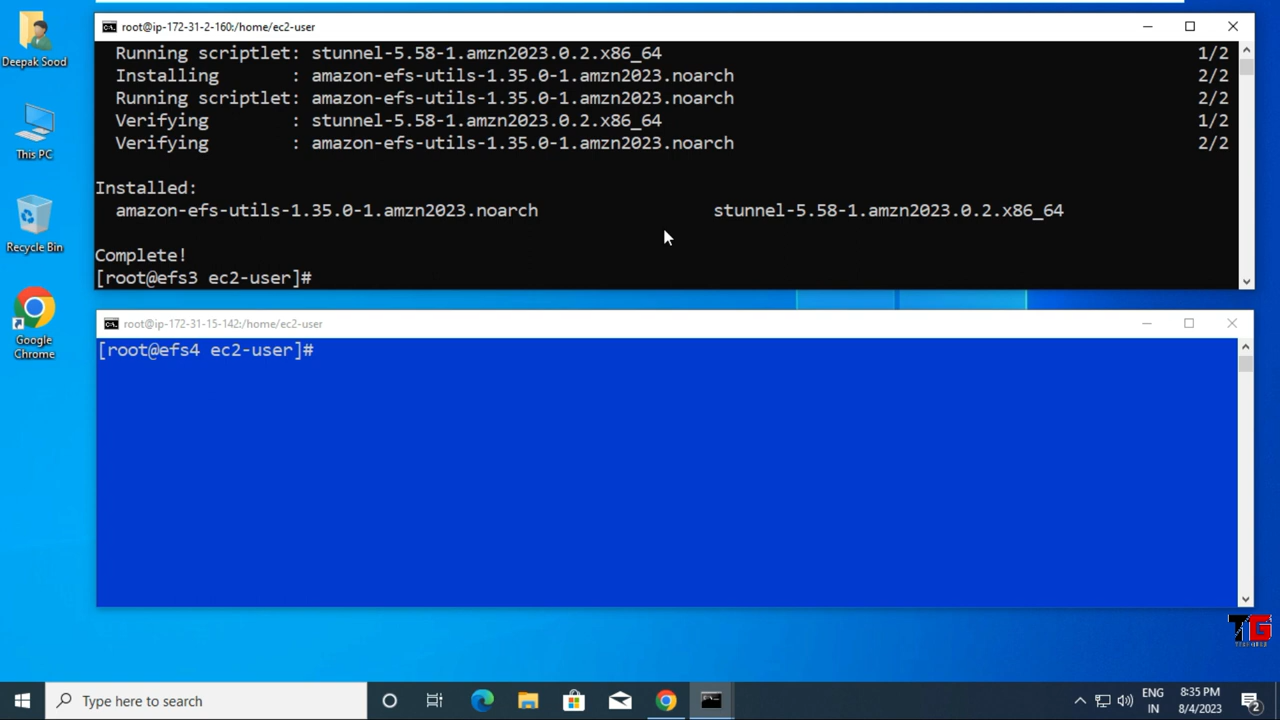 Deepak Sood
This PC
Recycle Bin
Google
Chrome
root@ip-172-31-2-160:/home/ec2-user
Running scriptlet: stunnel-5.58-1.amzn2023.0.2.x86_64 1/2
Installing : amazon-efs-utils-1.35.0-1.amzn2023.noarch 2/2
Running scriptlet: amazon-efs-utils-1.35.0-1.amzn2023.noarch 2/2
Verifying : stunnel-5.58-1.amzn2023.0.2.x86_64 1/2
Verifying : amazon-efs-utils-1.35.0-1.amzn2023.noarch 2/2
Installed:
amazon-efs-utils-1.35.0-1.amzn2023.noarch stunnel-5.58-1.amzn2023.0.2.x86_64
Complete!
[root@efs3 ec2-user]#
root@ip-172-31-15-142:/home/ec2-user
[root@efs4 ec2-user]#
TG
Type here to search
ENG
IN
8:35 PM
8/4/2023
2